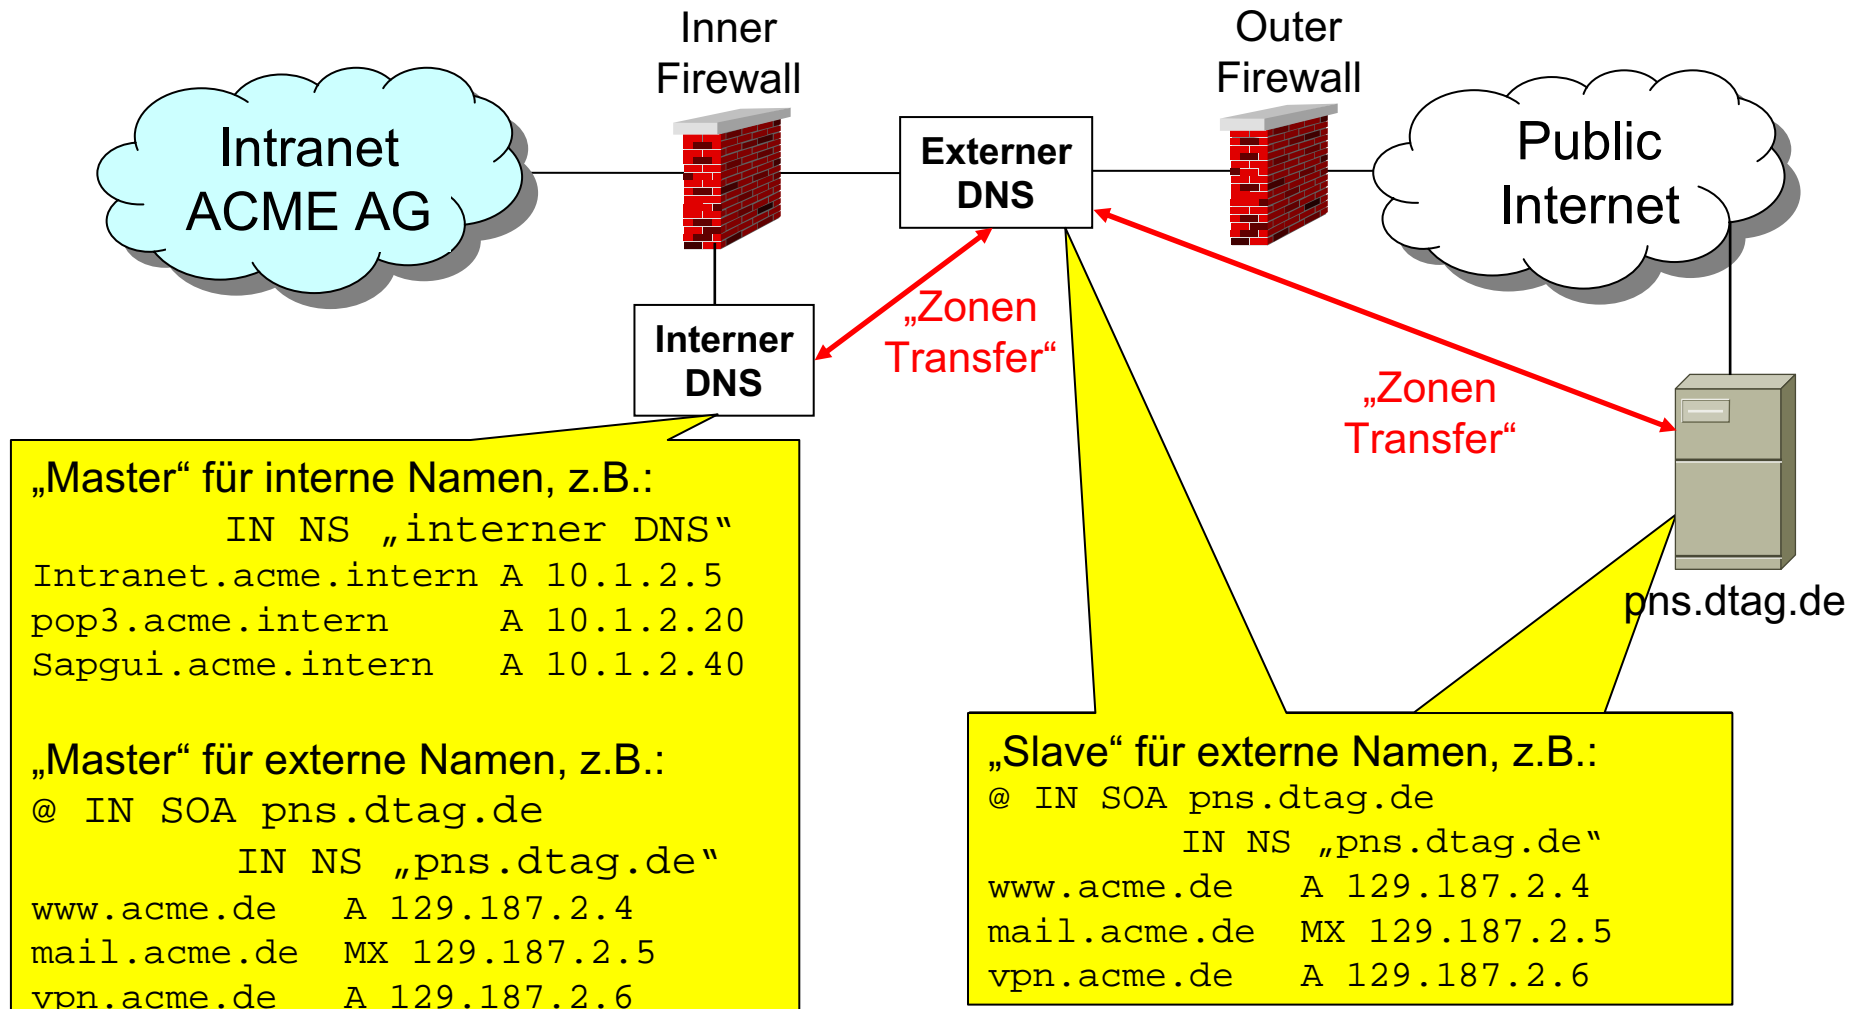 Inner
Firewall
Outer
Firewall
Intranet
ACME AG
Externer
DNS
Public
Internet
Interner
DNS
„Zonen
Transfer“
„Zonen
Transfer“
pns.dtag.de
„Master“ für interne Namen, z.B.:
IN NS „interner DNS“
Intranet.acme.intern A 10.1.2.5
pop3.acme.intern A 10.1.2.20
Sapgui.acme.intern A 10.1.2.40
„Master“ für externe Namen, z.B.:
@ IN SOA pns.dtag.de
IN NS „pns.dtag.de“
www.acme.de A 129.187.2.4
mail.acme.de MX 129.187.2.5
vpn.acme.de A 129.187.2.6
„Slave“ für externe Namen, z.B.:
@ IN SOA pns.dtag.de
IN NS „pns.dtag.de“
www.acme.de A 129.187.2.4
mail.acme.de MX 129.187.2.5
vpn.acme.de A 129.187.2.6